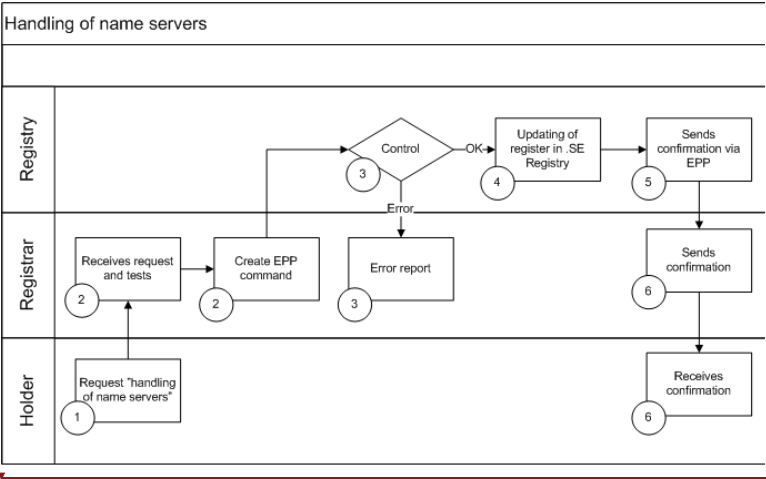 Handling of name servers
Registry
Control
3
OK
Updating of
register in .SE
Registry
4
Sends
confirmation via
EPP
5
Error
Registrar
Receives request
and tests
2
Create EPP
command
2
Error report
3
Sends
confirmation
6
Holder
Request "handling
of name servers"
1
Receives
confirmation
6